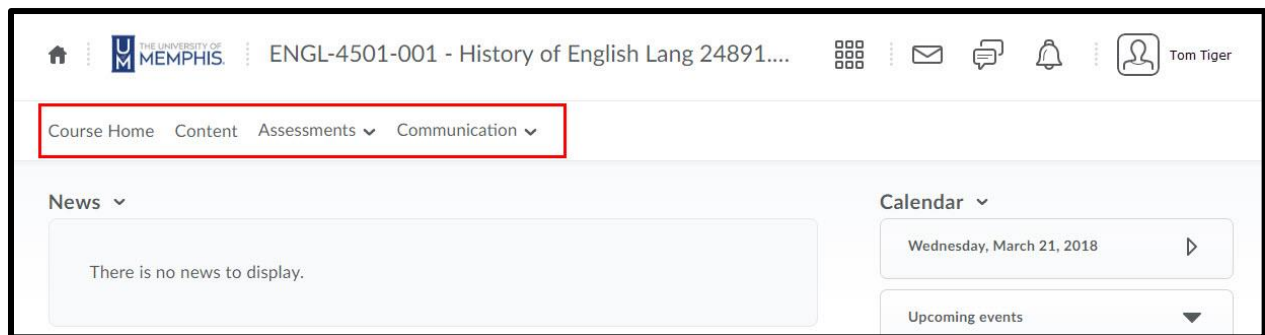 THE UNIVERSITY OF
MEMPHIS.
ENGL-4501-001 - History of English Lang 24891....
Tom Tiger
Course Home Content Assessments Communication
News
Calendar
There is no news to display.
Wednesday, March 21, 2018
Upcoming events